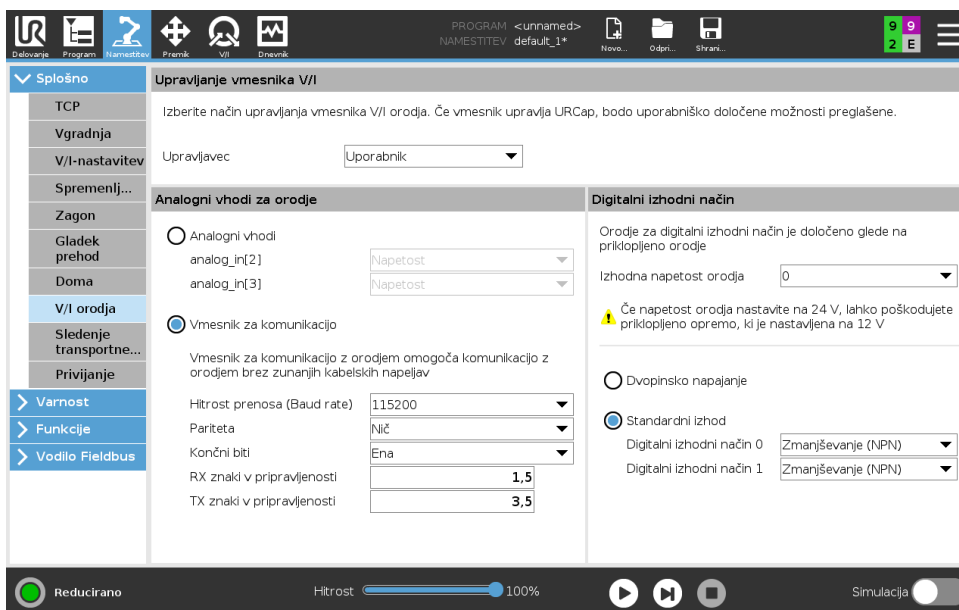 PROGRAM <unnamed>
NAMESTITEV default_1*
Delovanje Program Namestitev Premik V/I Dnevnik Novo... Odpri... Shrani...
9 9
2 E
Splošno
TCP
Vgradnja
V/I-nastavitev
Spremenlj...
Zagon
Gladek
prehod
Doma
V/I orodja
Sledenje
transportne...
Privijanje
Varnost
Funkcije
Vodilo Fieldbus
Upravljanje vmesnika V/I
Izberite način upravljanja vmesnika V/I orodja. Če vmesnik upravlja URCap, bodo uporabniško določene možnosti preglašene.
Upravljavec Uporabnik
Analogni vhodi za orodje
Analogni vhodi
analog_in[2] Napetost
analog_in[3] Napetost
Vmesnik za komunikacijo
Vmesnik za komunikacijo z orodjem omogoča komunikacijo z
orodjem brez zunanjih kabelskih napeljav
Hitrost prenosa (Baud rate) 115200
Pariteta Nič
Končni biti Ena
RX znaki v pripravljenosti 1,5
TX znaki v pripravljenosti 3,5
Digitalni izhodni način
Orodje za digitalni izhodni način je določeno glede na
priklopljeno orodje
Izhodna napetost orodja 0
Če napetost orodja nastavite na 24 V, lahko poškodujete
priklopljeno opremo, ki je nastavljena na 12 V
Dvopinsko napajanje
Standardni izhod
Digitalni izhodni način 0 Zmanjševanje (NPN)
Digitalni izhodni način 1 Zmanjševanje (NPN)
Reducirano Hitrost 100% Simulacija